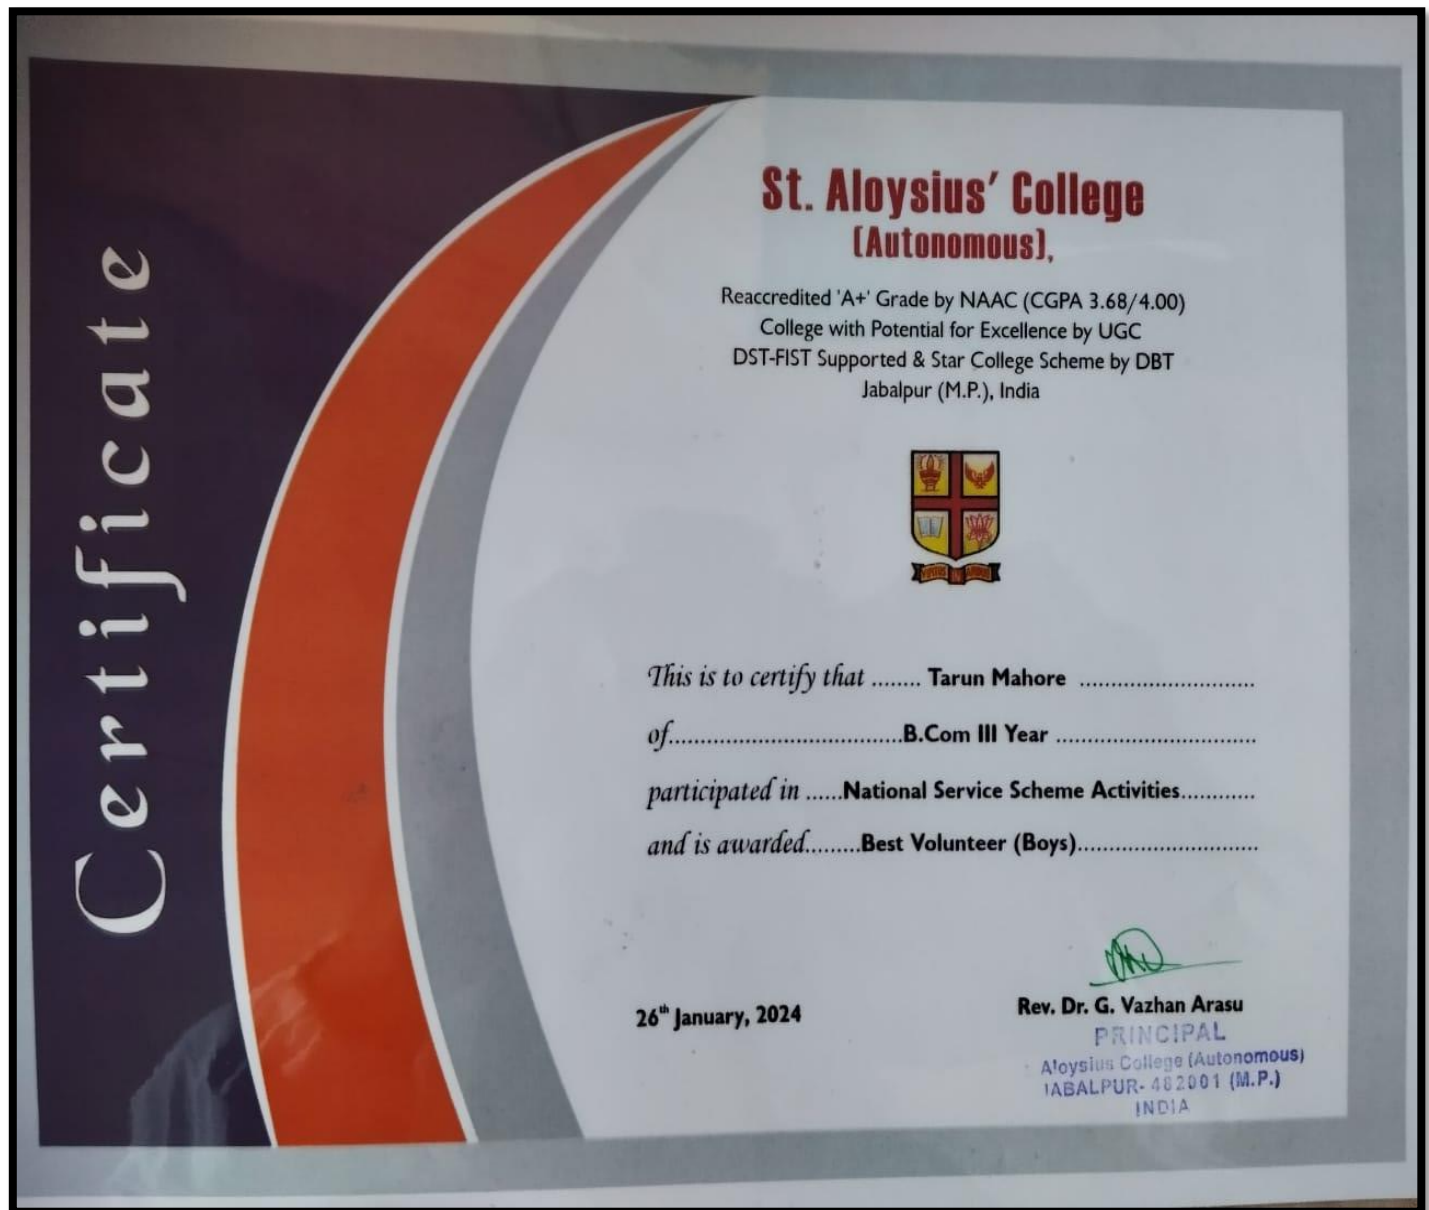 Certificate
St. Aloysius' College
(Autonomous),
Reaccredited 'A+' Grade by NAAC (CGPA 3.68/4.00)
College with Potential for Excellence by UGC
DST-FIST Supported & Star College Scheme by DBT
Jabalpur (M.P.), India
This is to certify that ........ Tarun Mahore .............................
of.......................................B.Com III Year .................................
participated in ......National Service Scheme Activities............
and is awarded.........Best Volunteer (Boys)..............................
26th January, 2024
Rev. Dr. G. Vazhan Arasu
PRINCIPAL
Aloysius College (Autonomous)
JABALPUR- 482001 (M.P.)
INDIA